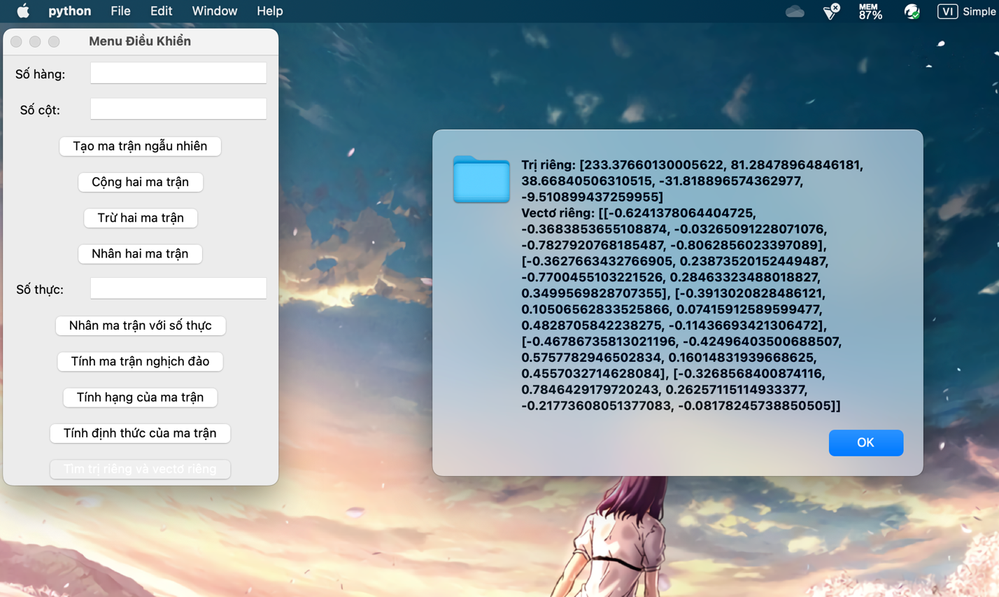 python File Edit Window Help MEM 87% VI Simple
Menu Điều Khiển
Số hàng:
Số cột:
Tạo ma trận ngẫu nhiên
Cộng hai ma trận
Trừ hai ma trận
Nhân hai ma trận
Số thực:
Nhân ma trận với số thực
Tính ma trận nghịch đảo
Tính hạng của ma trận
Tính định thức của ma trận
Tìm trị riêng và vectơ riêng
Trị riêng: [233.37660130005622, 81.28478964846181,
38.66840506310515, -31.818896574362977,
-9.510899437259955]
Vectơ riêng: [[-0.6241378064404725,
-0.3683853655108874, -0.03265091228071076,
-0.7827920768185487, -0.8062856023397089],
[-0.3627663432766905, 0.23873520152449487,
-0.7700455103221526, 0.28463323488018827,
0.3499569828707355], [-0.3913020828486121,
0.10506562833525866, 0.07415912589599477,
0.4828705842238275, -0.11436693421306472],
[-0.46786735813021196, -0.42496403500688507,
0.5757782946502834, 0.16014831939668625,
0.4557032714628084], [-0.3268568400874116,
0.7846429179720243, 0.26257115114933377,
-0.21773608051377083, -0.08178245738850505]]
OK